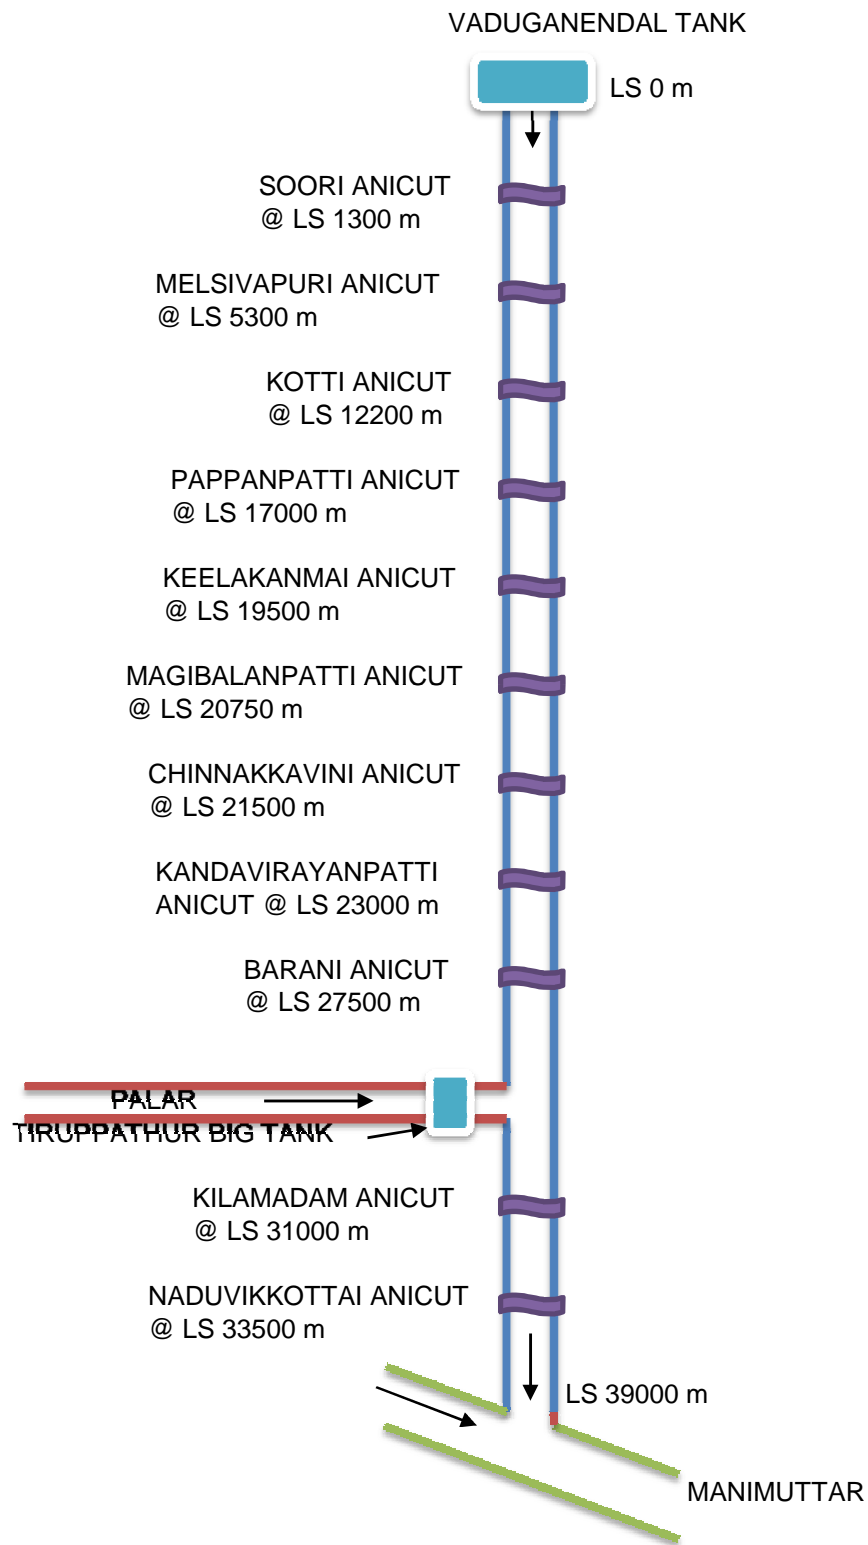 VADUGANENDAL TANK
LS 0 m
SOORI ANICUT
@ LS 1300 m
MELSIVAPURI ANICUT
@ LS 5300 m
KOTTI ANICUT
@ LS 12200 m
PAPPANPATTI ANICUT
@ LS 17000 m
KEELAKANMAI ANICUT
@ LS 19500 m
MAGIBALANPATTI ANICUT
@ LS 20750 m
CHINNAKKAVINI ANICUT
@ LS 21500 m
KANDAVIRAYANPATTI
ANICUT @ LS 23000 m
BARANI ANICUT
@ LS 27500 m
PALAR
TIRUPPATHUR BIG TANK
KILAMADAM ANICUT
@ LS 31000 m
NADUVIKKOTTAI ANICUT
@ LS 33500 m
LS 39000 m
MANIMUTTAR